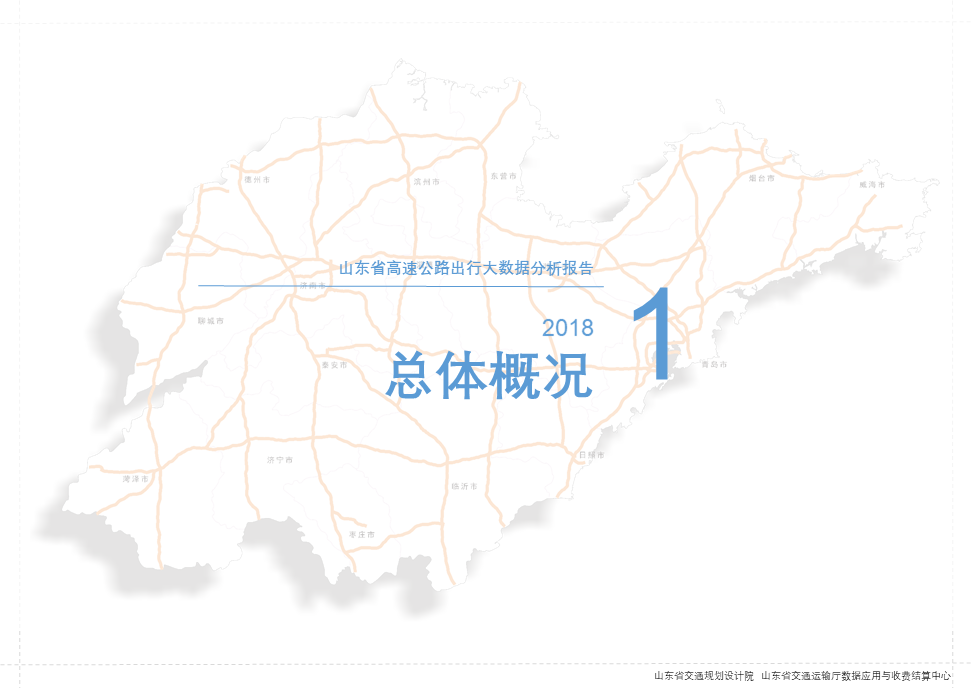 滨州市
东营市
德州市
烟台市
威海市
山东省高速公路出行大数据分析报告
济南市
1
聊城市
2018
泰安市
总体概况
青岛市
日照市
济宁市
菏泽市
临沂市
枣庄市
山东省交通规划设计院 山东省交通运输厅数据应用与收费结算中心